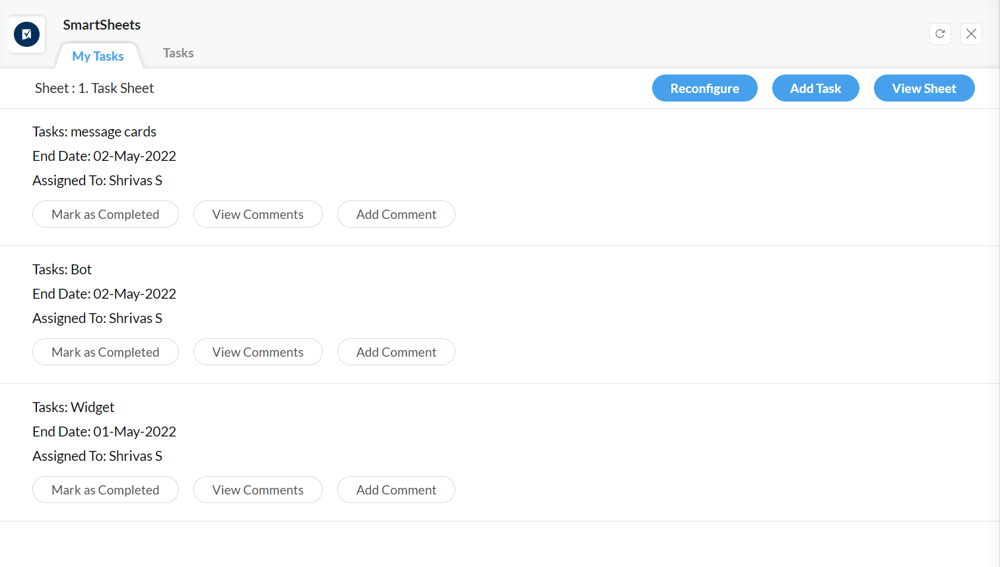 SmartSheets
My Tasks
Tasks
Sheet : 1. Task Sheet
Reconfigure
Add Task
View Sheet
Tasks: message cards
End Date: 02-May-2022
Assigned To: Shrivas S
Mark as Completed
View Comments
Add Comment
Tasks: Bot
End Date: 02-May-2022
Assigned To: Shrivas S
Mark as Completed
View Comments
Add Comment
Tasks: Widget
End Date: 01-May-2022
Assigned To: Shrivas S
Mark as Completed
View Comments
Add Comment